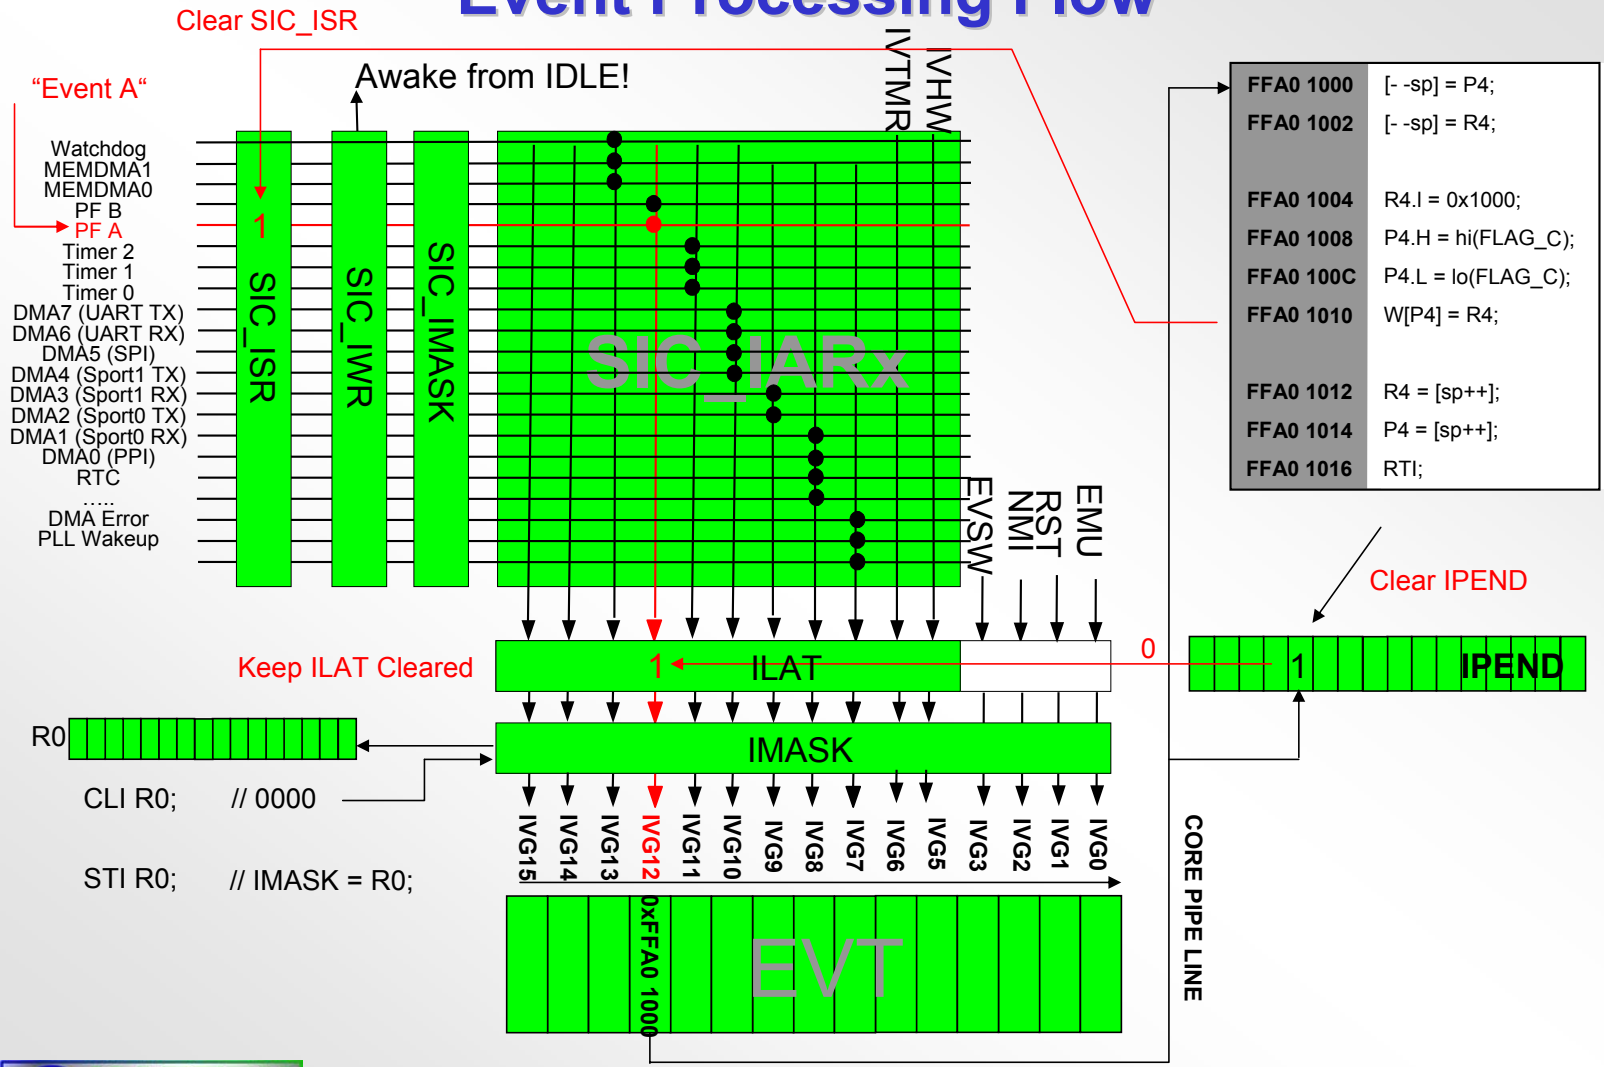 Event Processing Flow
Clear SIC_ISR
"Event A"
Awake from IDLE!
IVTMR
IVHW
Watchdog
MEMDMA1
MEMDMA0
PF B
PF A
Timer 2
Timer 1
Timer 0
DMA7 (UART TX)
DMA6 (UART RX)
DMA5 (SPI)
DMA4 (Sport1 TX)
DMA3 (Sport1 RX)
DMA2 (Sport0 TX)
DMA1 (Sport0 RX)
DMA0 (PPI)
RTC
.....
DMA Error
PLL Wakeup
1
SIC_ISR
SIC_IWR
SIC_IMASK
SIC_IARx
EVSW
NMI
RST
EMU
FFA0 1000 [- -sp] = P4;
FFA0 1002 [- -sp] = R4;
FFA0 1004 R4.l = 0x1000;
FFA0 1008 P4.H = hi(FLAG_C);
FFA0 100C P4.L = lo(FLAG_C);
FFA0 1010 W[P4] = R4;
FFA0 1012 R4 = [sp++];
FFA0 1014 P4 = [sp++];
FFA0 1016 RTI;
Clear IPEND
Keep ILAT Cleared
1
ILAT
0
1
IPEND
R0
IMASK
CLI R0; // 0000
STI R0; // IMASK = R0;
IVG15
IVG14
IVG13
IVG12
IVG11
IVG10
IVG9
IVG8
IVG7
IVG6
IVG5
IVG3
IVG2
IVG1
IVG0
0xFFA0 1000
EVT
CORE PIPE LINE